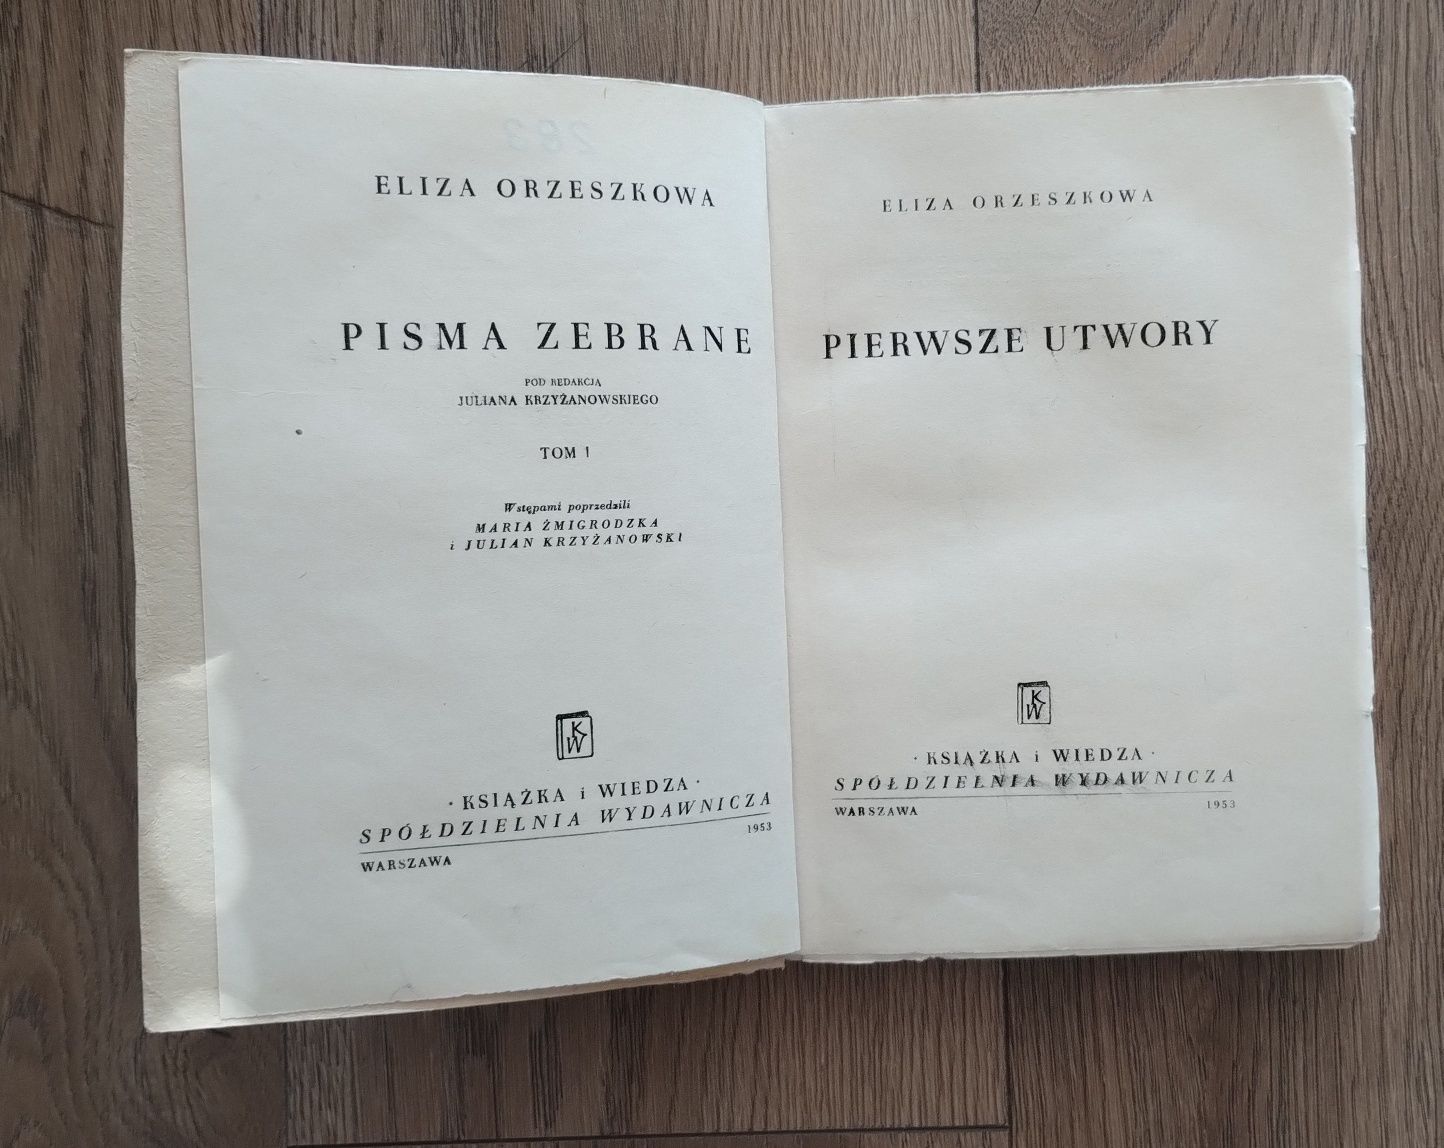 283
ELIZA ORZESZKOWA
PISMA ZEBRANE
POD REDAKCJĄ
JULIANA KRZYŻANOWSKIEGO
TOM I
Wstępami poprzedzili
MARIA ŻMIGRODZKA
i JULIAN KRZYŻANOWSKI
KW
· KSIĄŻKA i WIEDZA ·
SPÓŁDZIELNIA WYDAWNICZA
WARSZAWA 1953
ELIZA ORZESZKOWA
PIERWSZE UTWORY
KW
· KSIĄŻKA i WIEDZA ·
SPÓŁDZIELNIA WYDAWNICZA
WARSZAWA 1953